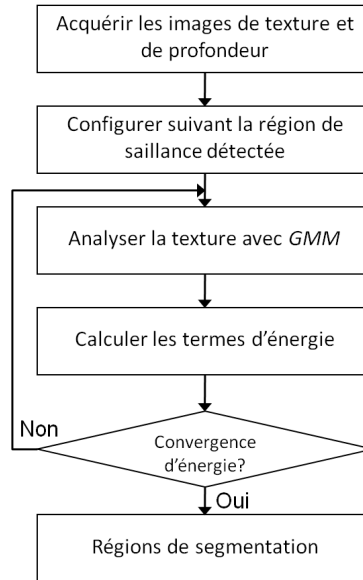 Acquérir les images de texture et
de profondeur
Configurer suivant la région de
saillance détectée
Analyser la texture avec GMM
Calculer les termes d'énergie
Non
Convergence
d'énergie?
Oui
Régions de segmentation